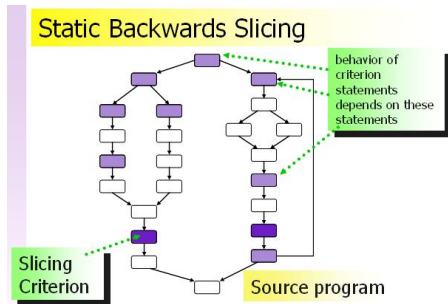 Static Backwards Slicing
behavior of
criterion
statements
depends on these
statements
Slicing
Criterion
Source program